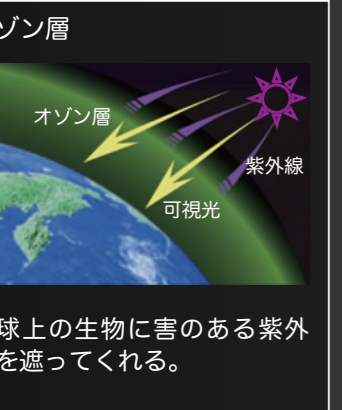 ゾン層
オゾン層
紫外線
可視光
球上の生物に害のある紫外
を遮ってくれる。